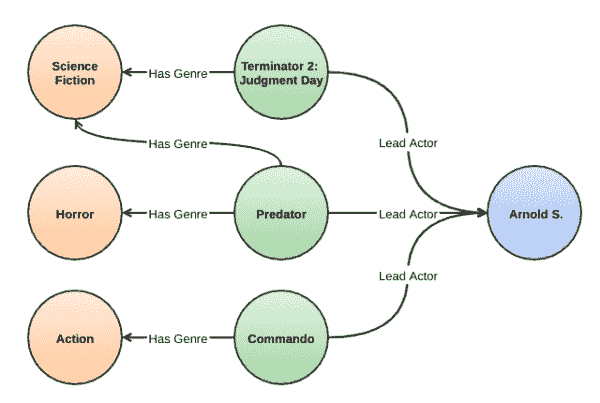 Science
Fiction
Has Genre
Terminator 2:
Judgment Day
Has Genre
Lead Actor
Horror
Has Genre
Predator
Lead Actor
Arnold S.
Lead Actor
Action
Has Genre
Commando